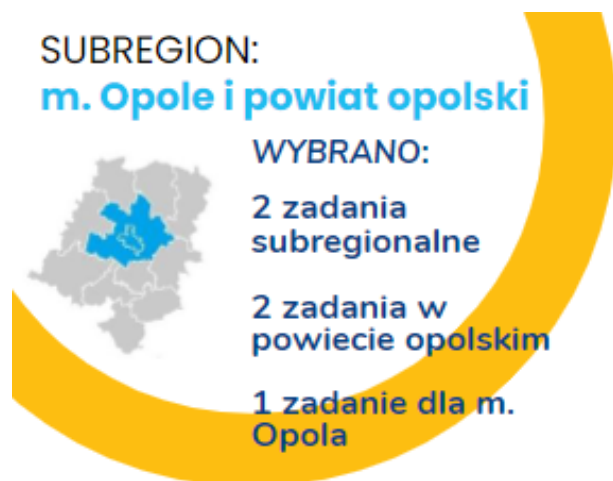 SUBREGION:
m. Opole i powiat opolski
WYBRANO:
2 zadania
subregionalne
2 zadania w
powiecie opolskim
1 zadanie dla m.
Opola